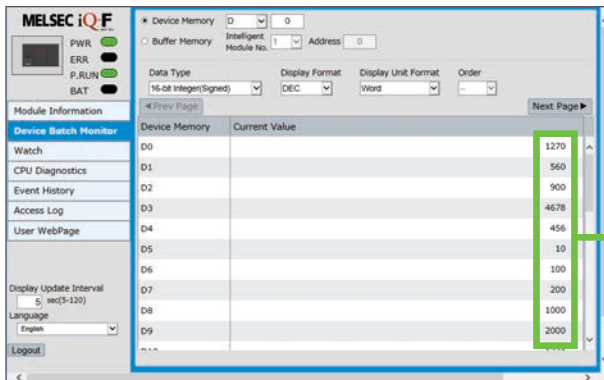 MELSEC iQ-F
PWR
ERR
P.RUN
BAT
Module Information
Device Batch Monitor
Watch
CPU Diagnostics
Event History
Access Log
User WebPage
Display Update Interval
5 sec(5-120)
Language
English
Logout
Device Memory D 0
Buffer Memory Intelligent Module No. 1 Address 0
Data Type Display Format Display Unit Format Order
16-bit Integer(Signed) DEC Word --
◄Prev Page Next Page►
Device Memory Current Value
D0 1270
D1 560
D2 900
D3 4678
D4 456
D5 10
D6 100
D7 200
D8 1000
D9 2000